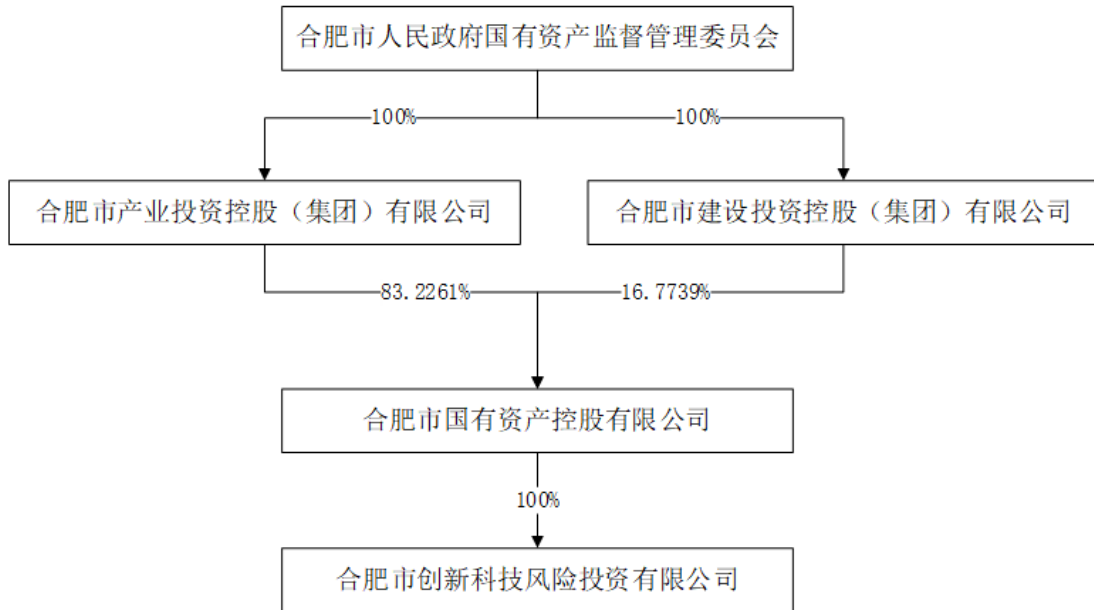 合肥市人民政府国有资产监督管理委员会
100%
100%
合肥市产业投资控股（集团）有限公司
合肥市建设投资控股（集团）有限公司
83.2261%
16.7739%
合肥市国有资产控股有限公司
100%
合肥市创新科技风险投资有限公司